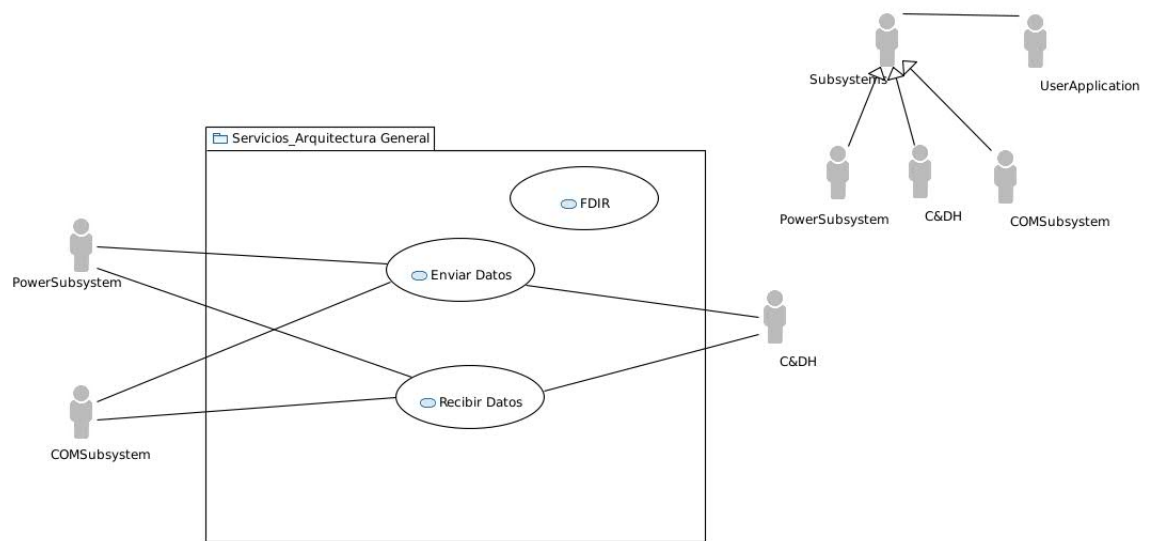 Subsystems
UserApplication
PowerSubsystem
C&DH
COMSubsystem
Servicios_Arquitectura General
FDIR
PowerSubsystem
Enviar Datos
C&DH
Recibir Datos
COMSubsystem